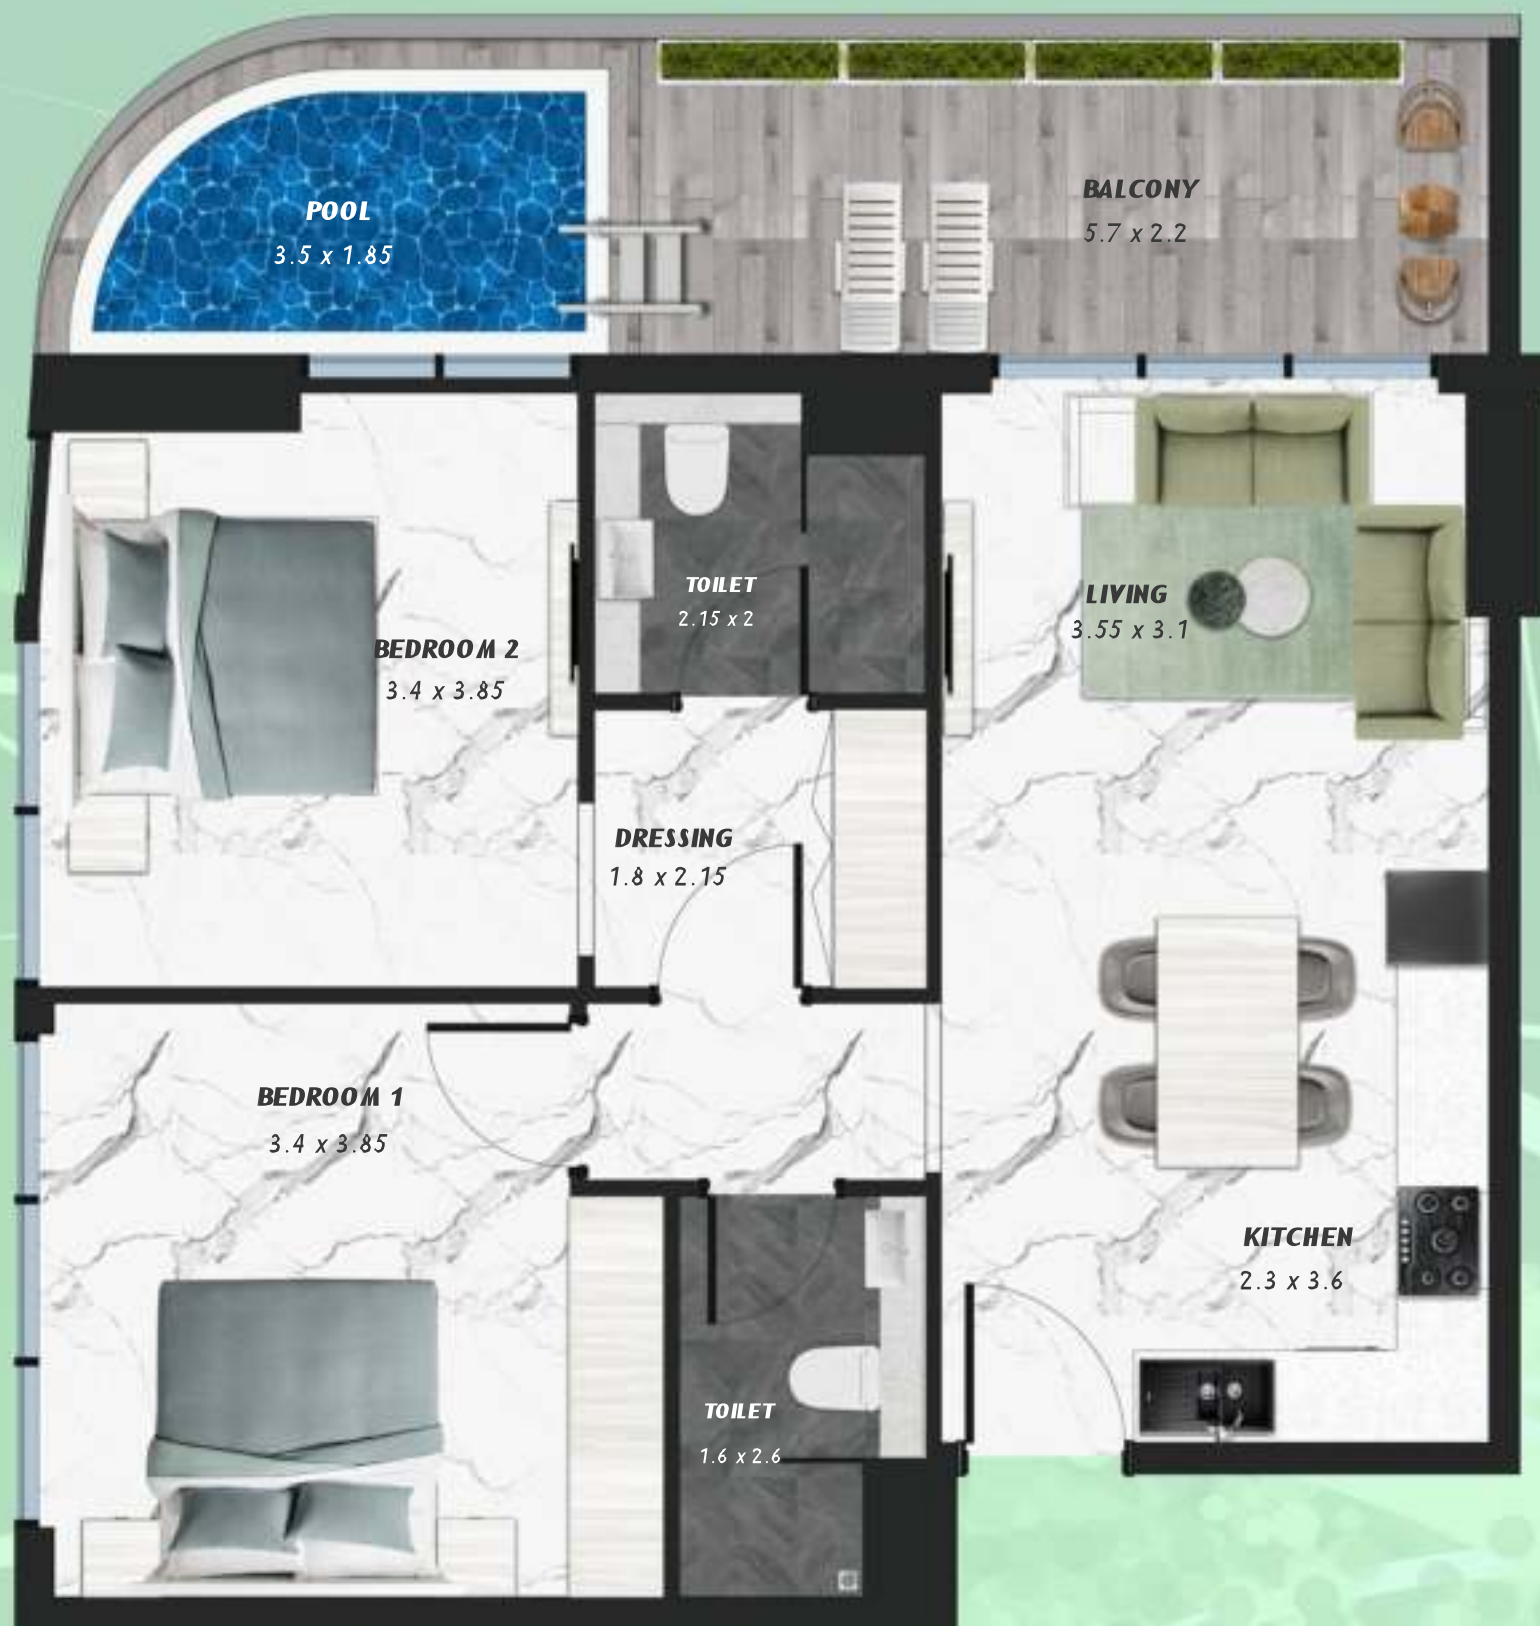 POOL
3.5 x 1.85
BALCONY
5.7 x 2.2
TOILET
2.15 x 2
LIVING
3.55 x 3.1
BEDROOM 2
3.4 x 3.85
DRESSING
1.8 x 2.15
BEDROOM 1
3.4 x 3.85
KITCHEN
2.3 x 3.6
TOILET
1.6 x 2.6